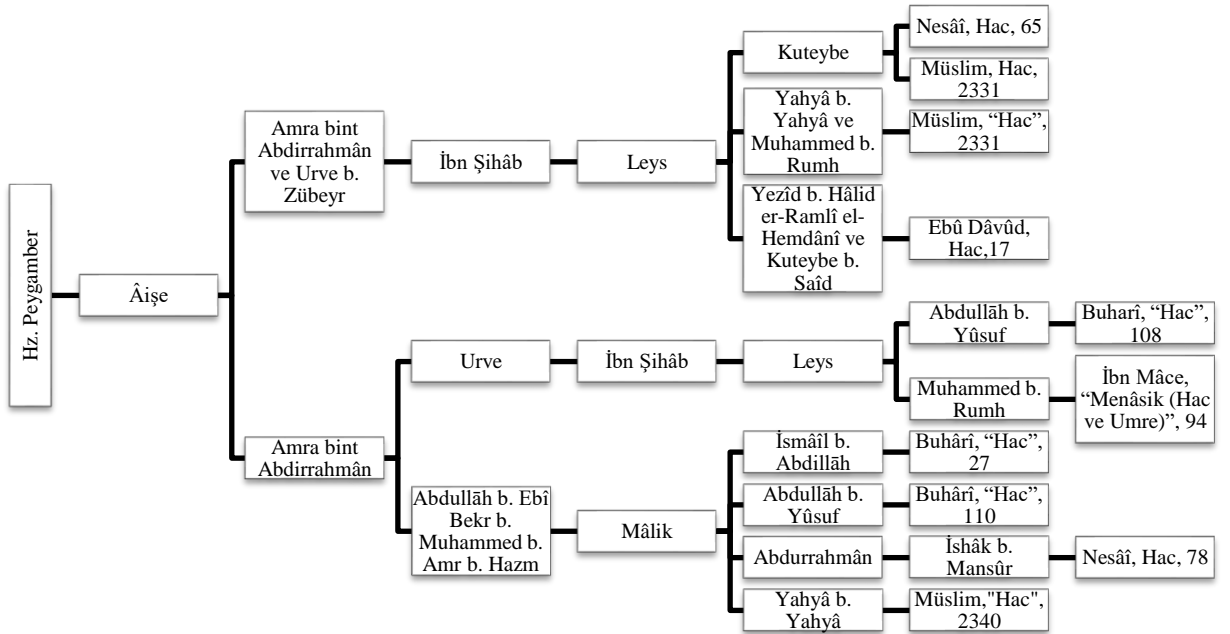 Hz. Peygamber
Âişe
Amra bint
Abdirrahmân
ve Urve b.
Zübeyr
İbn Şihâb
Leys
Kuteybe
Nesâî, Hac, 65
Müslim, Hac,
2331
Yahyâ b.
Yahyâ ve
Muhammed b.
Rumh
Müslim, “Hac”,
2331
Yezîd b. Hâlid
er-Ramlî el-
Hemdânî ve
Kuteybe b.
Saîd
Ebû Dâvûd,
Hac,17
Amra bint
Abdirrahmân
Urve
İbn Şihâb
Leys
Abdullāh b.
Yûsuf
Buharî, “Hac”,
108
Muhammed b.
Rumh
İbn Mâce,
“Menâsik (Hac
ve Umre)”, 94
Abdullāh b. Ebî
Bekr b.
Muhammed b.
Amr b. Hazm
Mâlik
İsmâîl b.
Abdillāh
Buhârî, “Hac”,
27
Abdullāh b.
Yûsuf
Buhârî, “Hac”,
110
Abdurrahmân
İshâk b.
Mansûr
Nesâî, Hac, 78
Yahyâ b.
Yahyâ
Müslim,"Hac",
2340